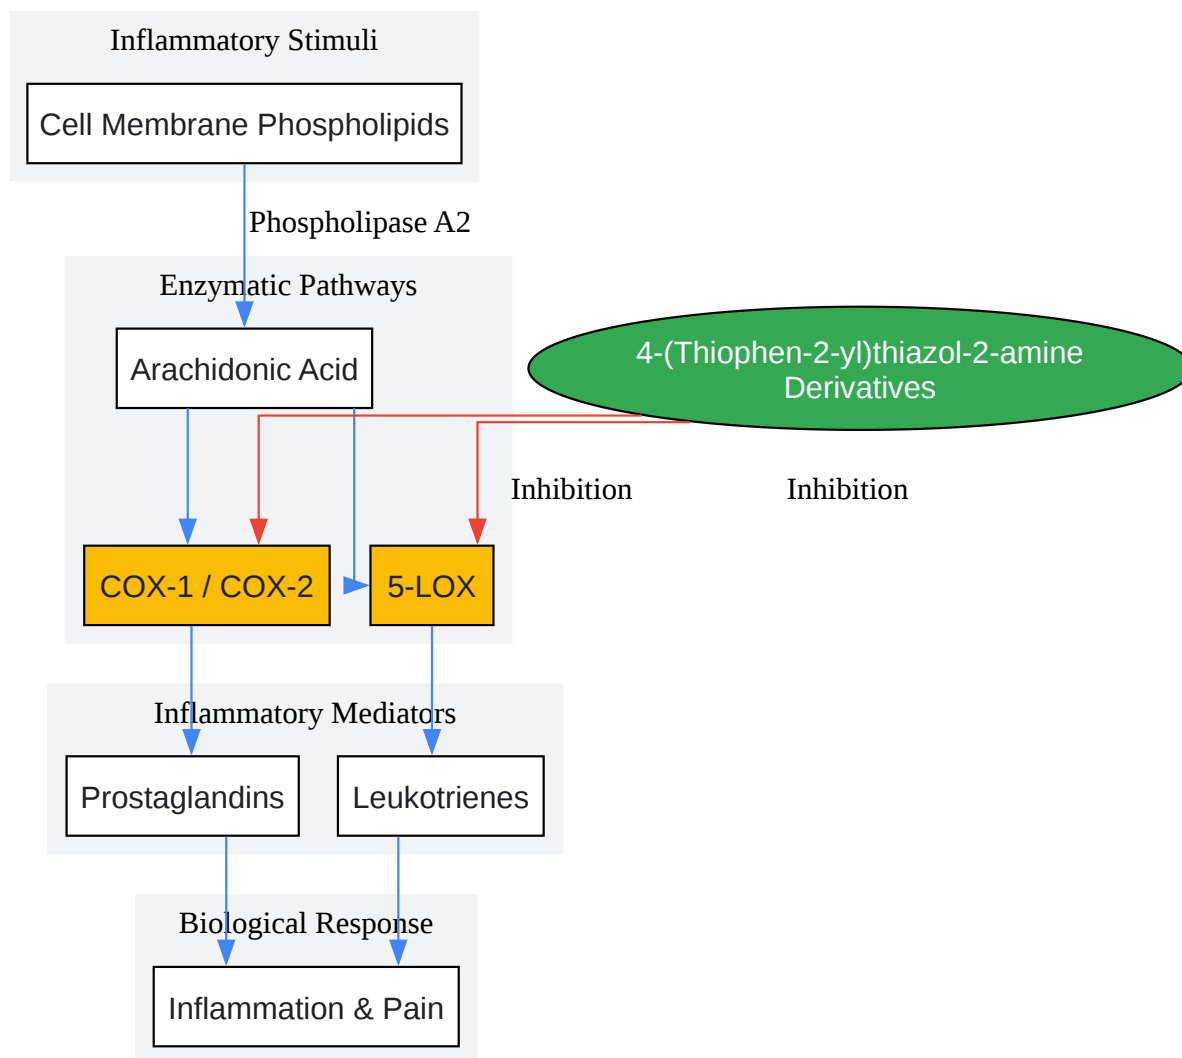 Inflammatory Stimuli
Cell Membrane Phospholipids
Phospholipase A2
Enzymatic Pathways
Arachidonic Acid
4-(Thiophen-2-yl)thiazol-2-amine
Derivatives
Inhibition
Inhibition
COX-1 / COX-2
5-LOX
Inflammatory Mediators
Prostaglandins
Leukotrienes
Biological Response
Inflammation & Pain